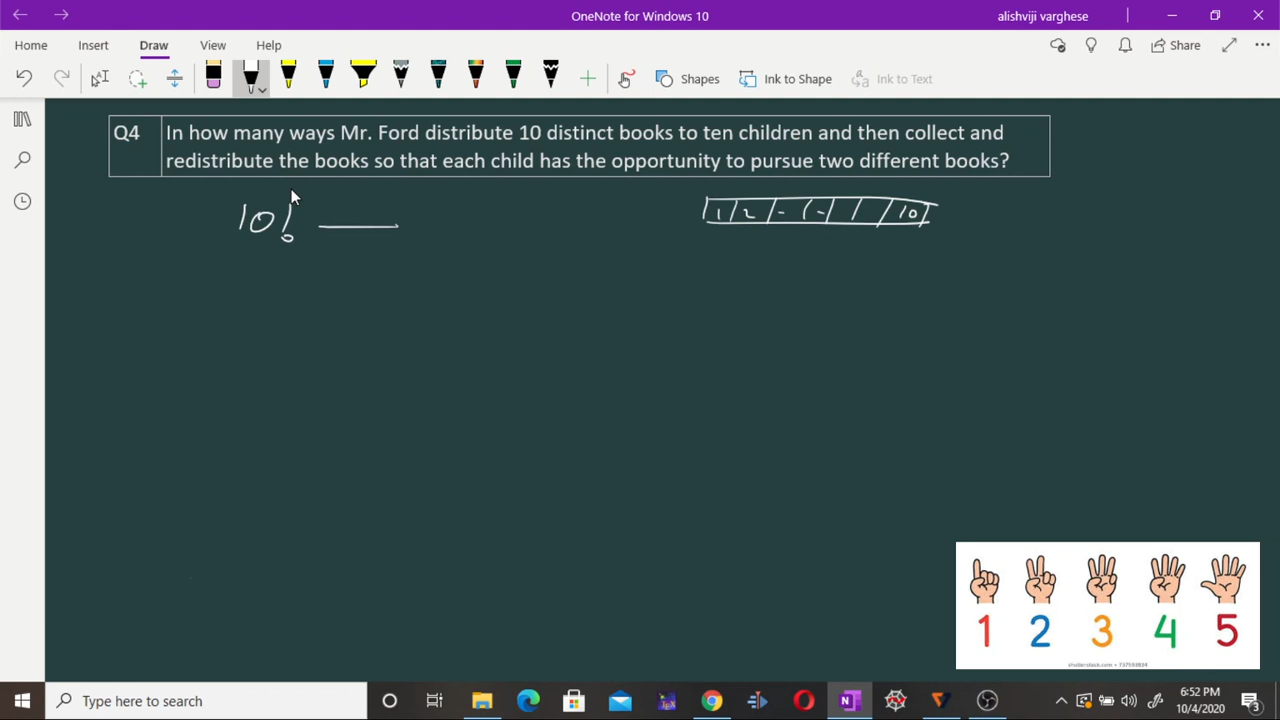 OneNote for Windows 10
alishviji varghese
Home Insert Draw View Help
Share
Shapes
Ink to Shape
Ink to Text
Q4 In how many ways Mr. Ford distribute 10 distinct books to ten children and then collect and
redistribute the books so that each child has the opportunity to pursue two different books?
10!
1 2 - - 10
1 2 3 4 5
Type here to search
6:52 PM
10/4/2020
3